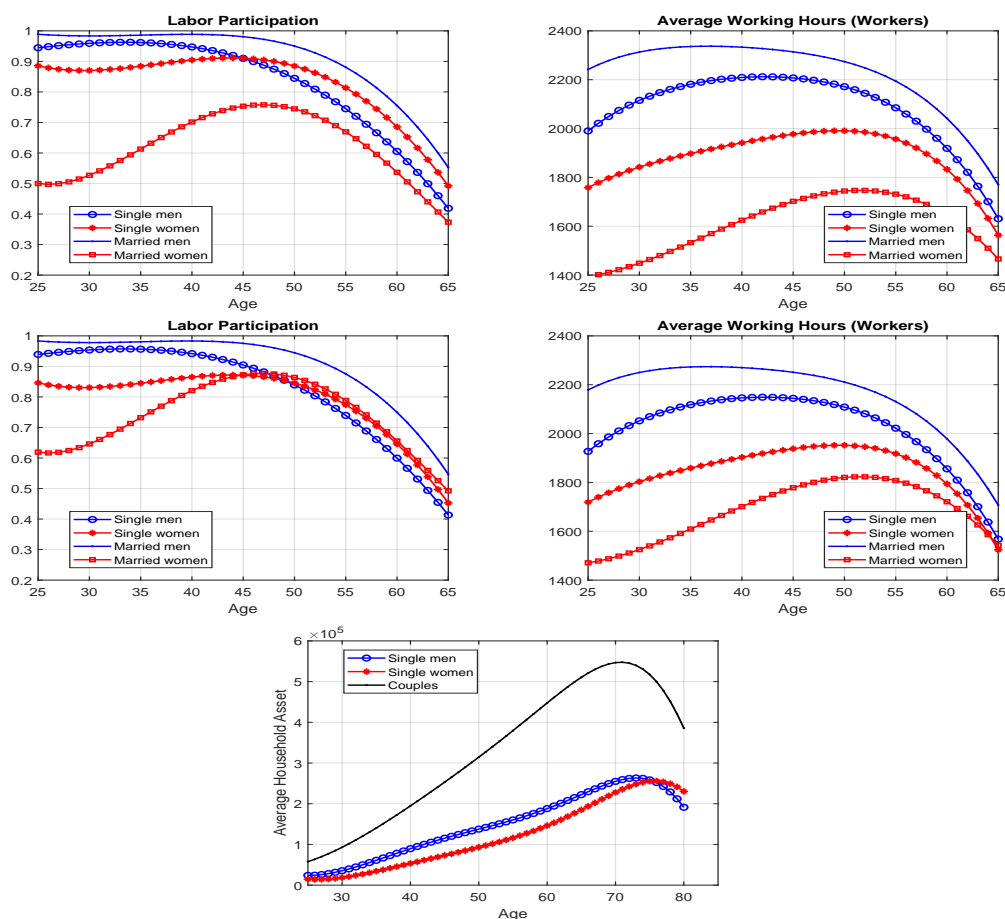 Labor Participation
1
0.9
0.8
0.7
0.6
0.5
0.4
0.3
0.2
Single men
Single women
Married men
Married women
25 30 35 40 45 50 55 60 65
Age
Average Working Hours (Workers)
2400
2200
2000
1800
1600
1400
Single men
Single women
Married men
Married women
25 30 35 40 45 50 55 60 65
Age
Labor Participation
1
0.9
0.8
0.7
0.6
0.5
0.4
0.3
0.2
Single men
Single women
Married men
Married women
25 30 35 40 45 50 55 60 65
Age
Average Working Hours (Workers)
2400
2200
2000
1800
1600
1400
Single men
Single women
Married men
Married women
25 30 35 40 45 50 55 60 65
Age
×10⁵
Average Household Asset
6
5
4
3
2
1
0
Single men
Single women
Couples
30 40 50 60 70 80
Age